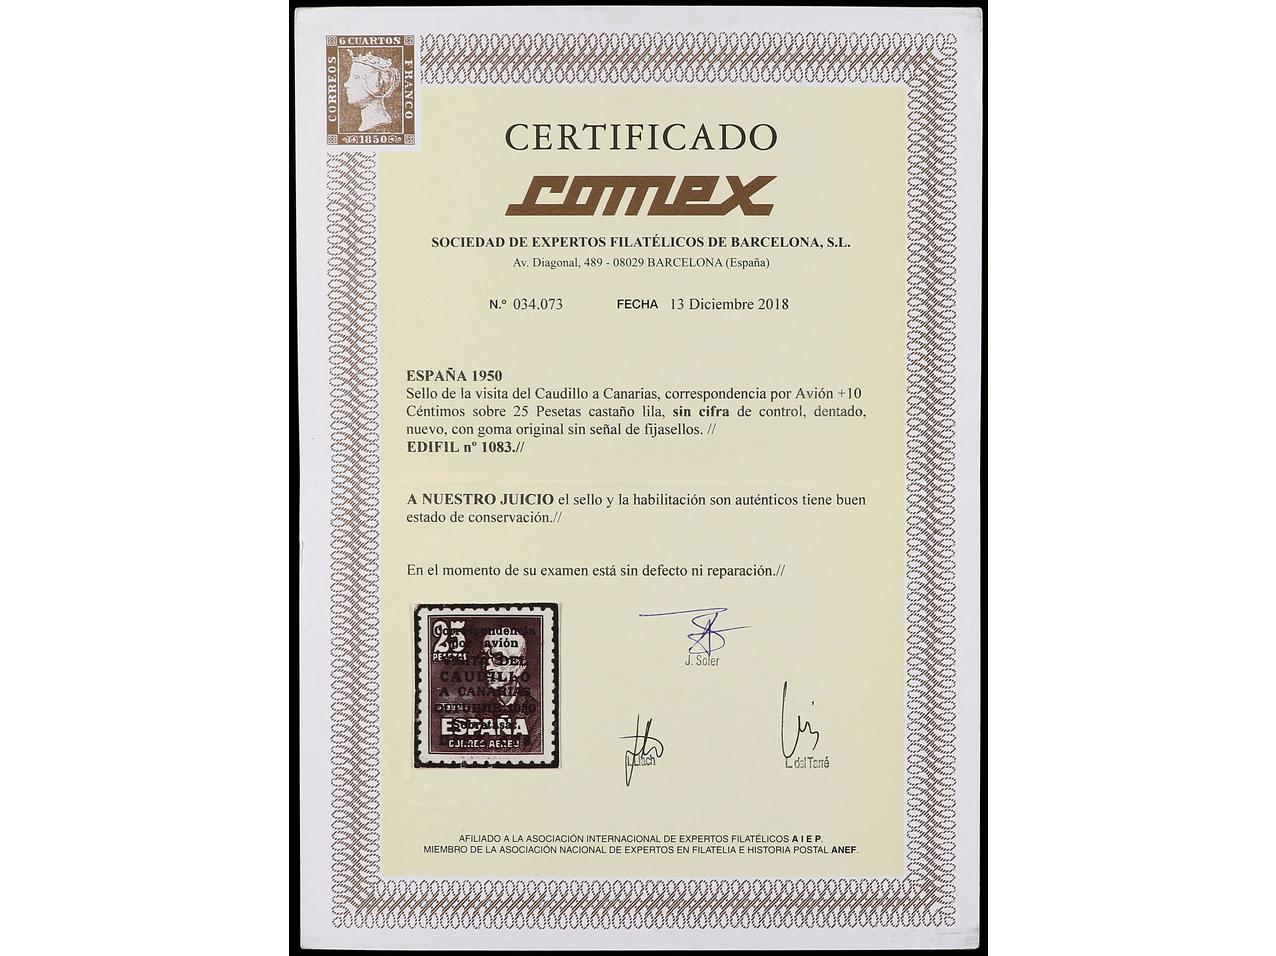 6 CUARTOS
CORREOS
FRANCO
1850
CERTIFICADO
comex
SOCIEDAD DE EXPERTOS FILATÉLICOS DE BARCELONA, S.L.
Av. Diagonal, 489 - 08029 BARCELONA (España)
N.º 034.073 FECHA 13 Diciembre 2018
ESPAÑA 1950
Sello de la visita del Caudillo a Canarias, correspondencia por Avión +10
Céntimos sobre 25 Pesetas castaño lila, sin cifra de control, dentado,
nuevo, con goma original sin señal de fijasellos. //
EDIFIL nº 1083.//
A NUESTRO JUICIO el sello y la habilitación son auténticos tiene buen
estado de conservación.//
En el momento de su examen está sin defecto ni reparación.//
Correspondencia
25 por avión
PESETAS VISITA DEL
CAUDILLO
A CANARIAS
OCTUBRE 1950
Sobretasa:
ESPAÑA
CORREO AEREO
J. Soler
I. Llach
L. del Tarré
AFILIADO A LA ASOCIACIÓN INTERNACIONAL DE EXPERTOS FILATÉLICOS A I E P.
MIEMBRO DE LA ASOCIACIÓN NACIONAL DE EXPERTOS EN FILATELIA E HISTORIA POSTAL ANEF.